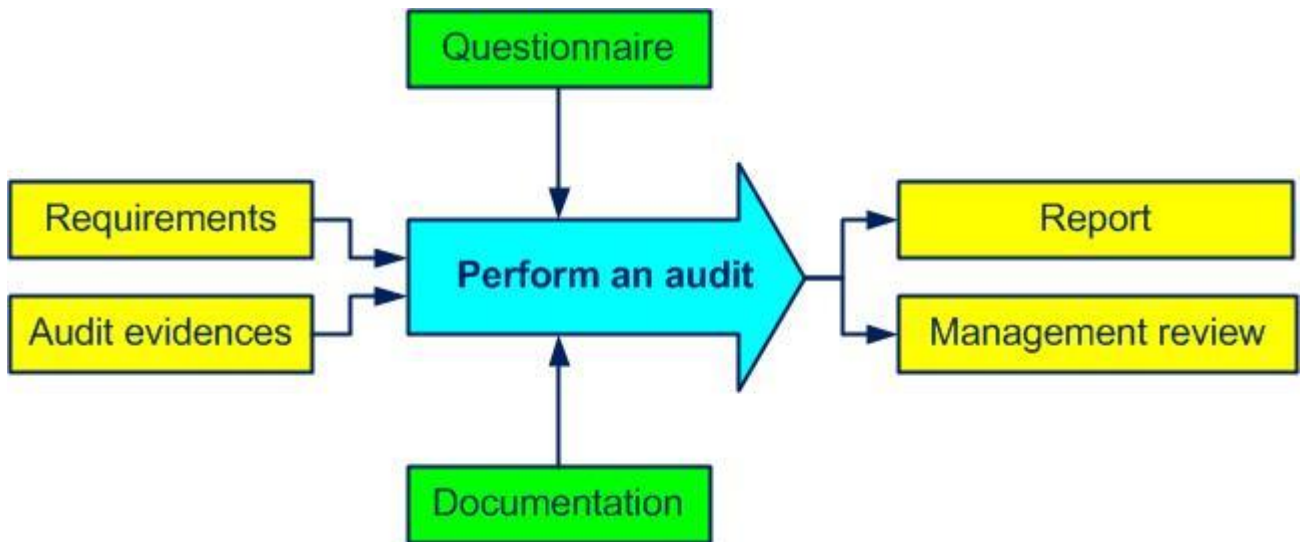 Questionnaire
Requirements
Audit evidences
Perform an audit
Report
Management review
Documentation